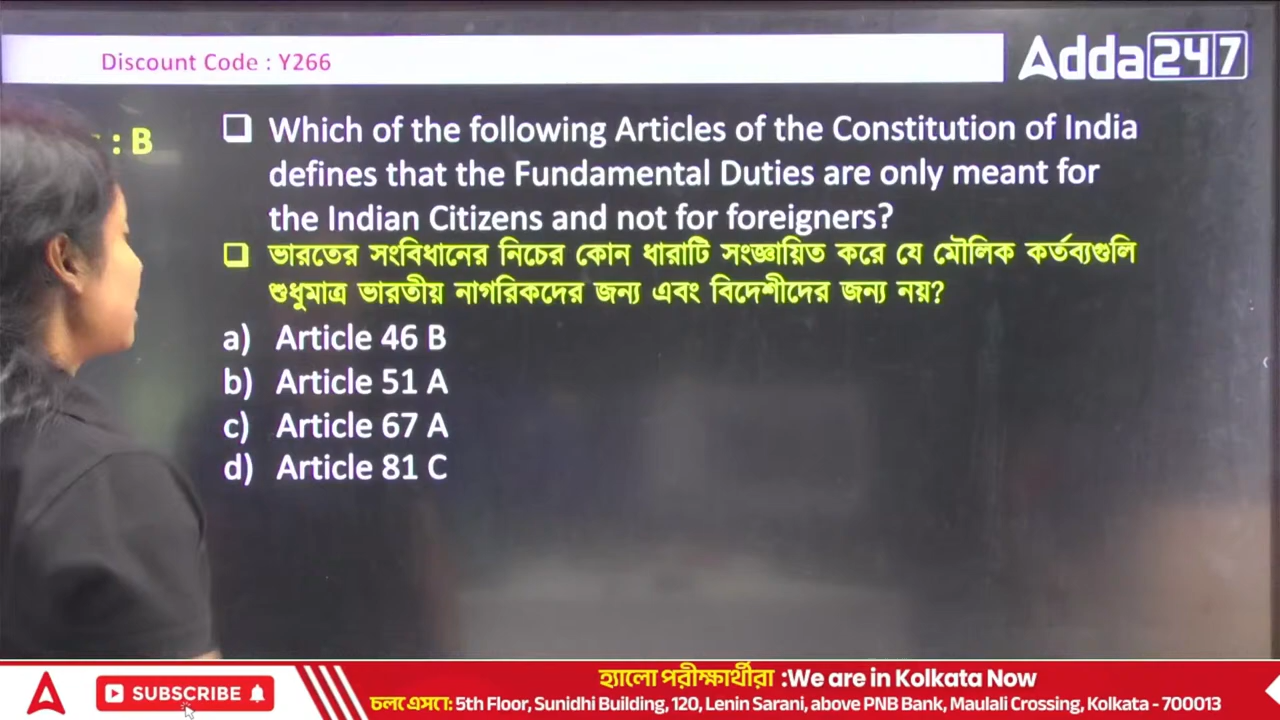 Discount Code : Y266
Adda247
: B
❑ Which of the following Articles of the Constitution of India
defines that the Fundamental Duties are only meant for
the Indian Citizens and not for foreigners?
❑ ভারতের সংবিধানের নিচের কোন ধারাটি সংজ্ঞায়িত করে যে মৌলিক কর্তব্যগুলি
শুধুমাত্র ভারতীয় নাগরিকদের জন্য এবং বিদেশীদের জন্য নয়?
a) Article 46 B
b) Article 51 A
c) Article 67 A
d) Article 81 C
SUBSCRIBE
হ্যালো পরীক্ষার্থীরা :We are in Kolkata Now
চলে এসো: 5th Floor, Sunidhi Building, 120, Lenin Sarani, above PNB Bank, Maulali Crossing, Kolkata - 700013